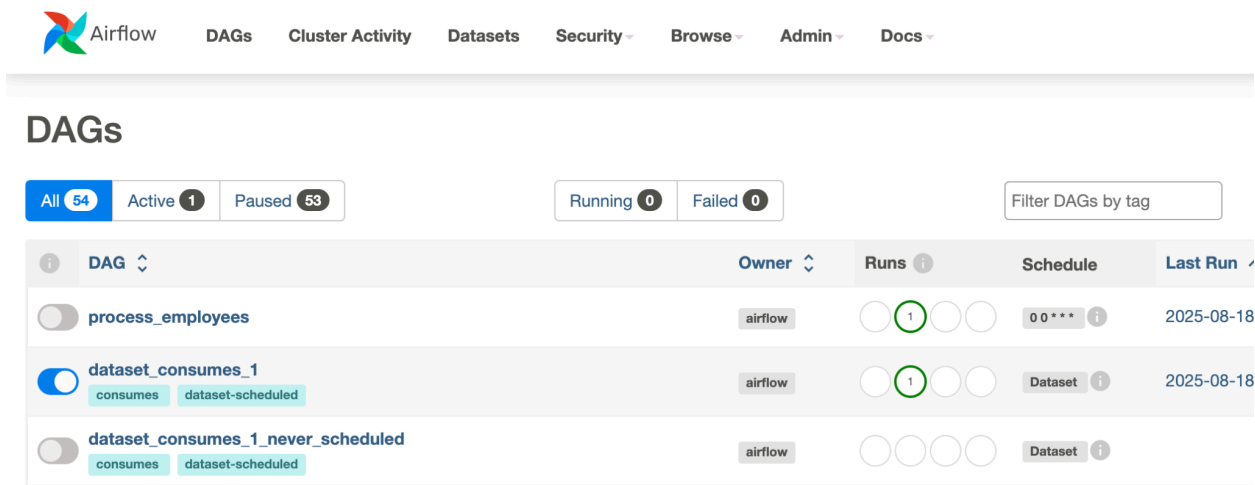 Airflow DAGs Cluster Activity Datasets Security Browse Admin Docs
DAGs
All 54 Active 1 Paused 53 Running 0 Failed 0 Filter DAGs by tag
i DAG Owner Runs i Schedule Last Run
process_employees airflow 1 0 0 * * * i 2025-08-18
dataset_consumes_1 airflow 1 Dataset i 2025-08-18
consumes dataset-scheduled
dataset_consumes_1_never_scheduled airflow Dataset i
consumes dataset-scheduled